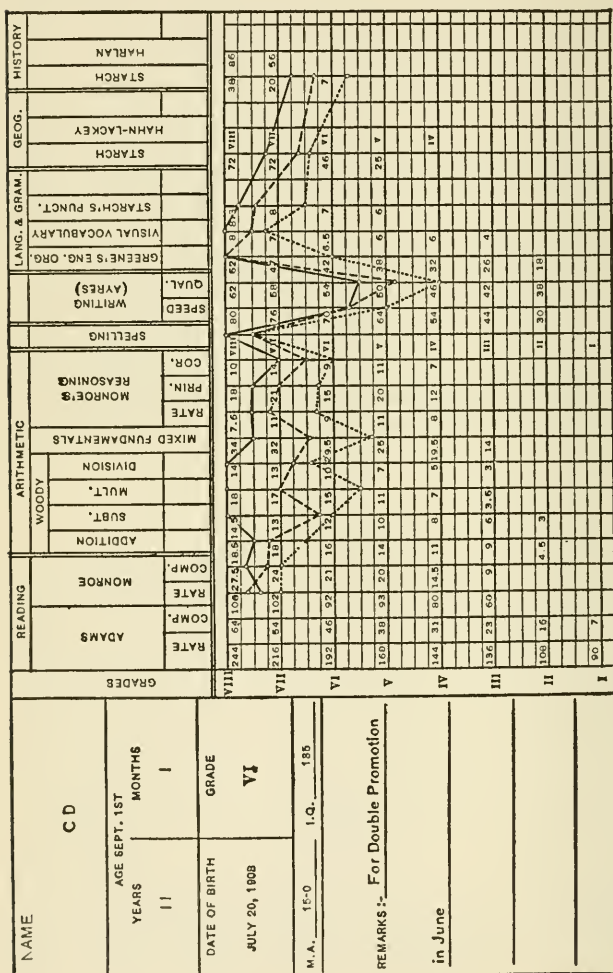 NAME
CD
AGE SEPT. 1ST
YEARS MONTHS
11 1
DATE OF BIRTH GRADE
JULY 20, 1908 VI
M.A. 15-0 I.Q. 135
REMARKS :- For Double Promotion
in June
GRADES
READING ARITHMETIC LANG. & GRAM. GEOG. HISTORY
ADAMS MONROE WOODY MONROE'S REASONING WRITING (AYRES)
RATE COMP. RATE COMP. ADDITION SUBT. MULT. DIVISION MIXED FUNDAMENTALS RATE PRIN. COR. SPELLING SPEED QUAL. GREENE'S ENG. ORG. VISUAL VOCABULARY STARCH'S PUNCT. STARCH HAHN-LACKEY STARCH HARLAN
VIII 244 64 27.5 18.5 14.5 18 14 34 7.6 18 10 VIII 80 62 62 8 8.3 72 VIII 38 86
VII 216 54 102 24 18 13 17 13 32 11 21 14 VII 76 58 47 7 8 72 VII 20 56
VI 192 46 92 21 16 12 15 10 29.5 9 15 9 VI 70 54 42 6.5 7 46 VI 7
V 160 38 93 20 14 10 11 7 25 11 20 11 V 64 50 38 6 6 25 V
IV 144 31 80 14.5 11 8 7 5 19.5 8 12 7 IV 54 46 32 6 IV
III 136 23 60 9 9 6 3.5 3 14 III 44 42 26 4
II 108 16 4.5 3 II 30 38 18
I 90 7 I